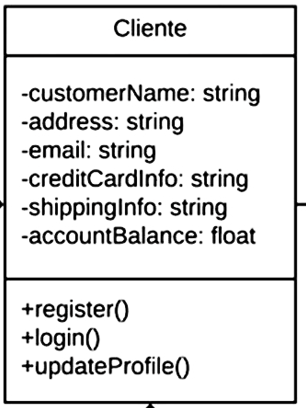 Cliente
-customerName: string
-address: string
-email: string
-creditCardInfo: string
-shippingInfo: string
-accountBalance: float
+register()
+login()
+updateProfile()